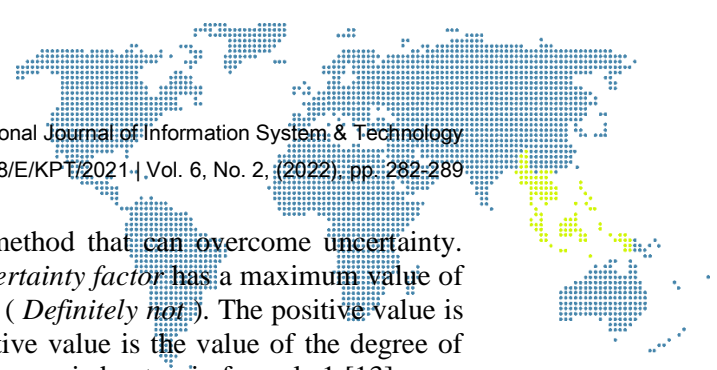 onal Journal of Information System & Technology
8/E/KPT/2021 | Vol. 6, No. 2, (2022), pp. 282-289
method that can overcome uncertainty.
ertainty factor has a maximum value of
( Definitely not ). The positive value is
tive value is the value of the degree of